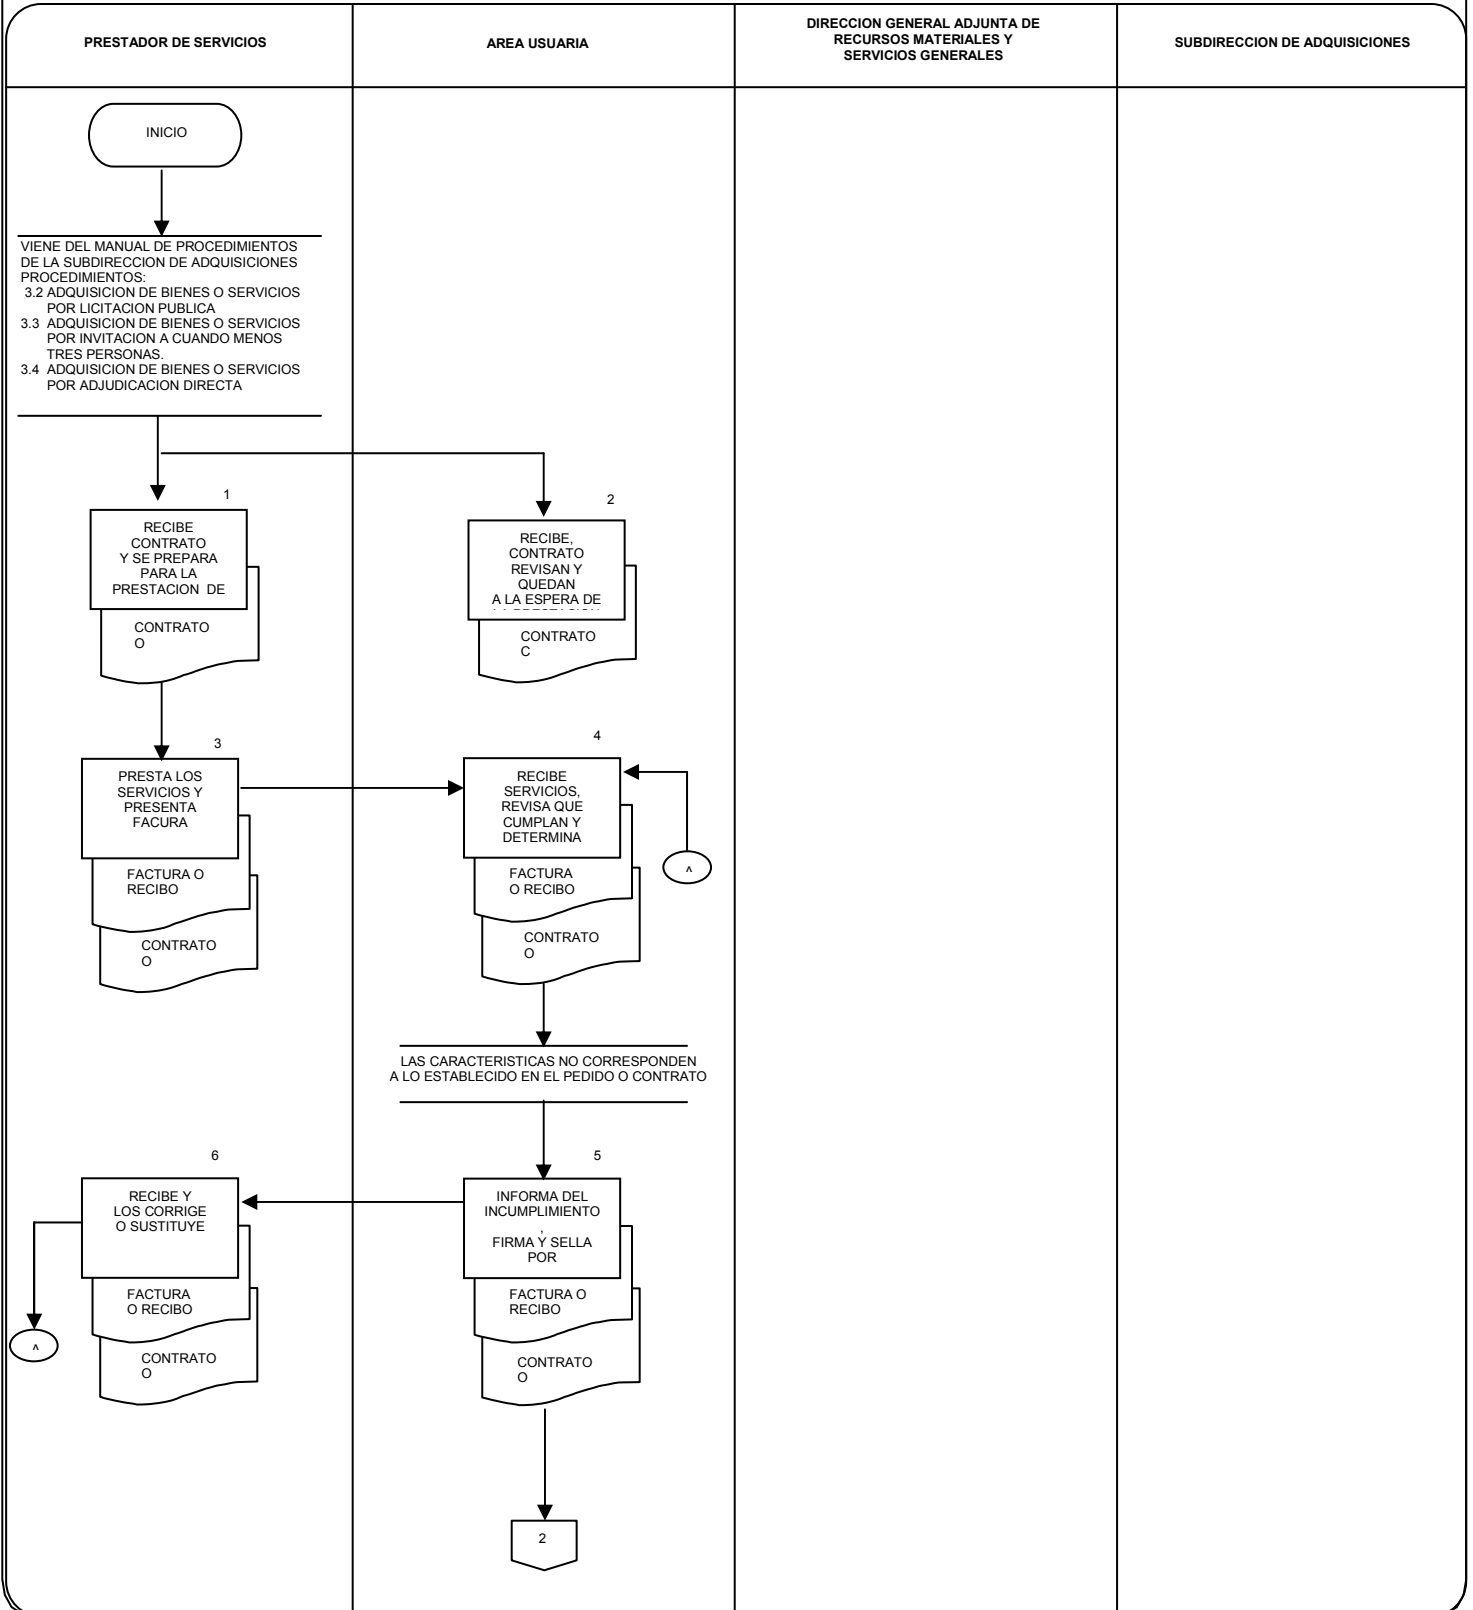 PRESTADOR DE SERVICIOS
AREA USUARIA
DIRECCION GENERAL ADJUNTA DE
RECURSOS MATERIALES Y
SERVICIOS GENERALES
SUBDIRECCION DE ADQUISICIONES
INICIO
VIENE DEL MANUAL DE PROCEDIMIENTOS
DE LA SUBDIRECCION DE ADQUISICIONES
PROCEDIMIENTOS:
3.2 ADQUISICION DE BIENES O SERVICIOS
POR LICITACION PUBLICA
3.3 ADQUISICION DE BIENES O SERVICIOS
POR INVITACION A CUANDO MENOS
TRES PERSONAS.
3.4 ADQUISICION DE BIENES O SERVICIOS
POR ADJUDICACION DIRECTA
1
RECIBE
CONTRATO
Y SE PREPARA
PARA LA
PRESTACION DE
CONTRATO
O
2
RECIBE,
CONTRATO
REVISAN Y
QUEDAN
A LA ESPERA DE
CONTRATO
C
3
PRESTA LOS
SERVICIOS Y
PRESENTA
FACURA
FACTURA O
RECIBO
CONTRATO
O
4
RECIBE
SERVICIOS,
REVISA QUE
CUMPLAN Y
DETERMINA
FACTURA
O RECIBO
CONTRATO
O
LAS CARACTERISTICAS NO CORRESPONDEN
A LO ESTABLECIDO EN EL PEDIDO O CONTRATO
6
RECIBE Y
LOS CORRIGE
O SUSTITUYE
FACTURA
O RECIBO
CONTRATO
O
5
INFORMA DEL
INCUMPLIMIENTO
,
FIRMA Y SELLA
POR
FACTURA O
RECIBO
CONTRATO
O
2